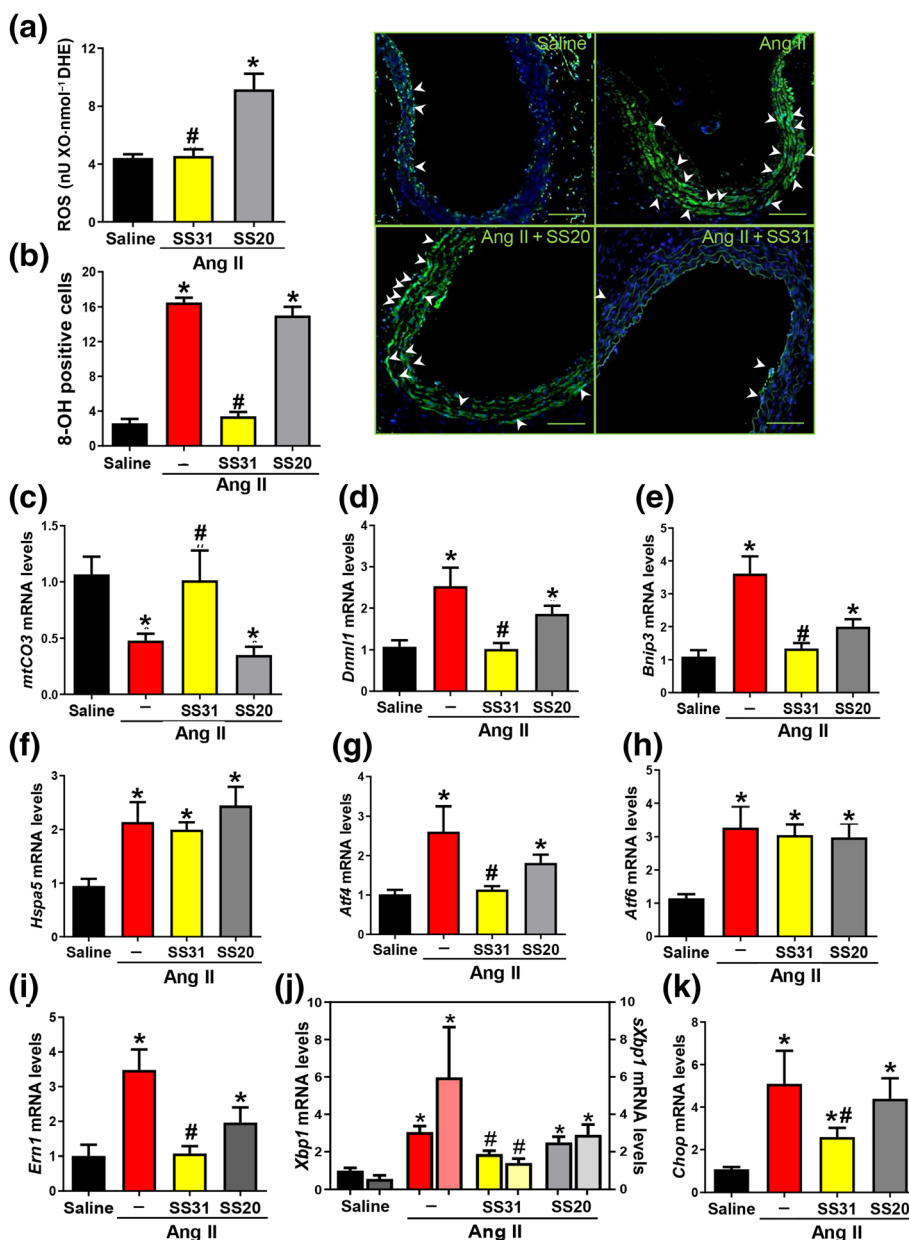 (a)
ROS (nU XO·nmol⁻¹ DHE)
12
8
4
0
*
#
Saline SS31 SS20
Ang II
Saline
Ang II
Ang II + SS20
Ang II + SS31
(b)
8-OH positive cells
20
16
12
8
4
0
*
#
*
Saline – SS31 SS20
Ang II
(c)
mtCO3 mRNA levels
1.5
1.0
0.5
0.0
*
#
*
Saline – SS31 SS20
Ang II
(d)
Dnml1 mRNA levels
4
3
2
1
0
*
#
*
Saline – SS31 SS20
Ang II
(e)
Bnip3 mRNA levels
5
4
3
2
1
0
*
#
*
Saline – SS31 SS20
Ang II
(f)
Hspa5 mRNA levels
3
2
1
0
*
*
*
Saline – SS31 SS20
Ang II
(g)
Atf4 mRNA levels
4
3
2
1
0
*
#
*
Saline – SS31 SS20
Ang II
(h)
Atf6 mRNA levels
5
4
3
2
1
0
*
*
*
Saline – SS31 SS20
Ang II
(i)
Ern1 mRNA levels
5
4
3
2
1
0
*
#
*
Saline – SS31 SS20
Ang II
(j)
Xbp1 mRNA levels
10
8
6
4
2
0
* *
# #
* *
10
8
6
4
2
0
sXbp1 mRNA levels
Saline – SS31 SS20
Ang II
(k)
Chop mRNA levels
8
6
4
2
0
*
*#
*
Saline – SS31 SS20
Ang II